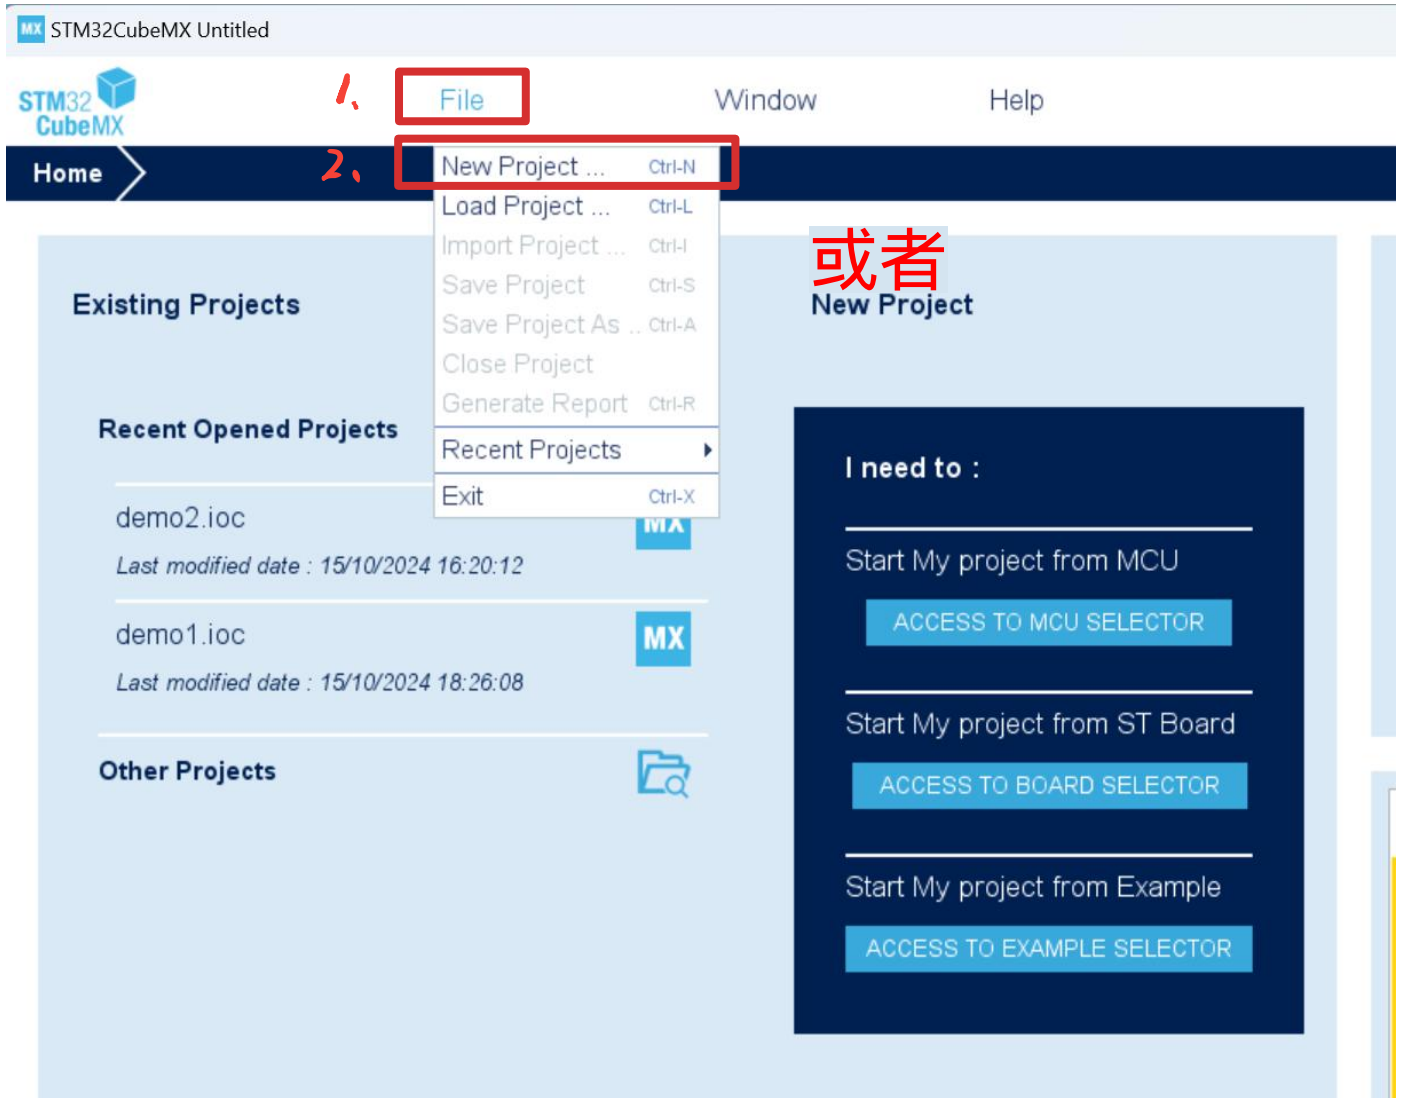 MX STM32CubeMX Untitled
STM32
CubeMX
1、
File
Window
Help
Home
2、
New Project ... Ctrl-N
Load Project ... Ctrl-L
Import Project ... Ctrl-I
Save Project Ctrl-S
Save Project As .. Ctrl-A
Close Project
Generate Report Ctrl-R
Recent Projects
Exit Ctrl-X
Existing Projects
Recent Opened Projects
demo2.ioc
MX
Last modified date : 15/10/2024 16:20:12
demo1.ioc
MX
Last modified date : 15/10/2024 18:26:08
Other Projects
或者
New Project
I need to :
Start My project from MCU
ACCESS TO MCU SELECTOR
Start My project from ST Board
ACCESS TO BOARD SELECTOR
Start My project from Example
ACCESS TO EXAMPLE SELECTOR